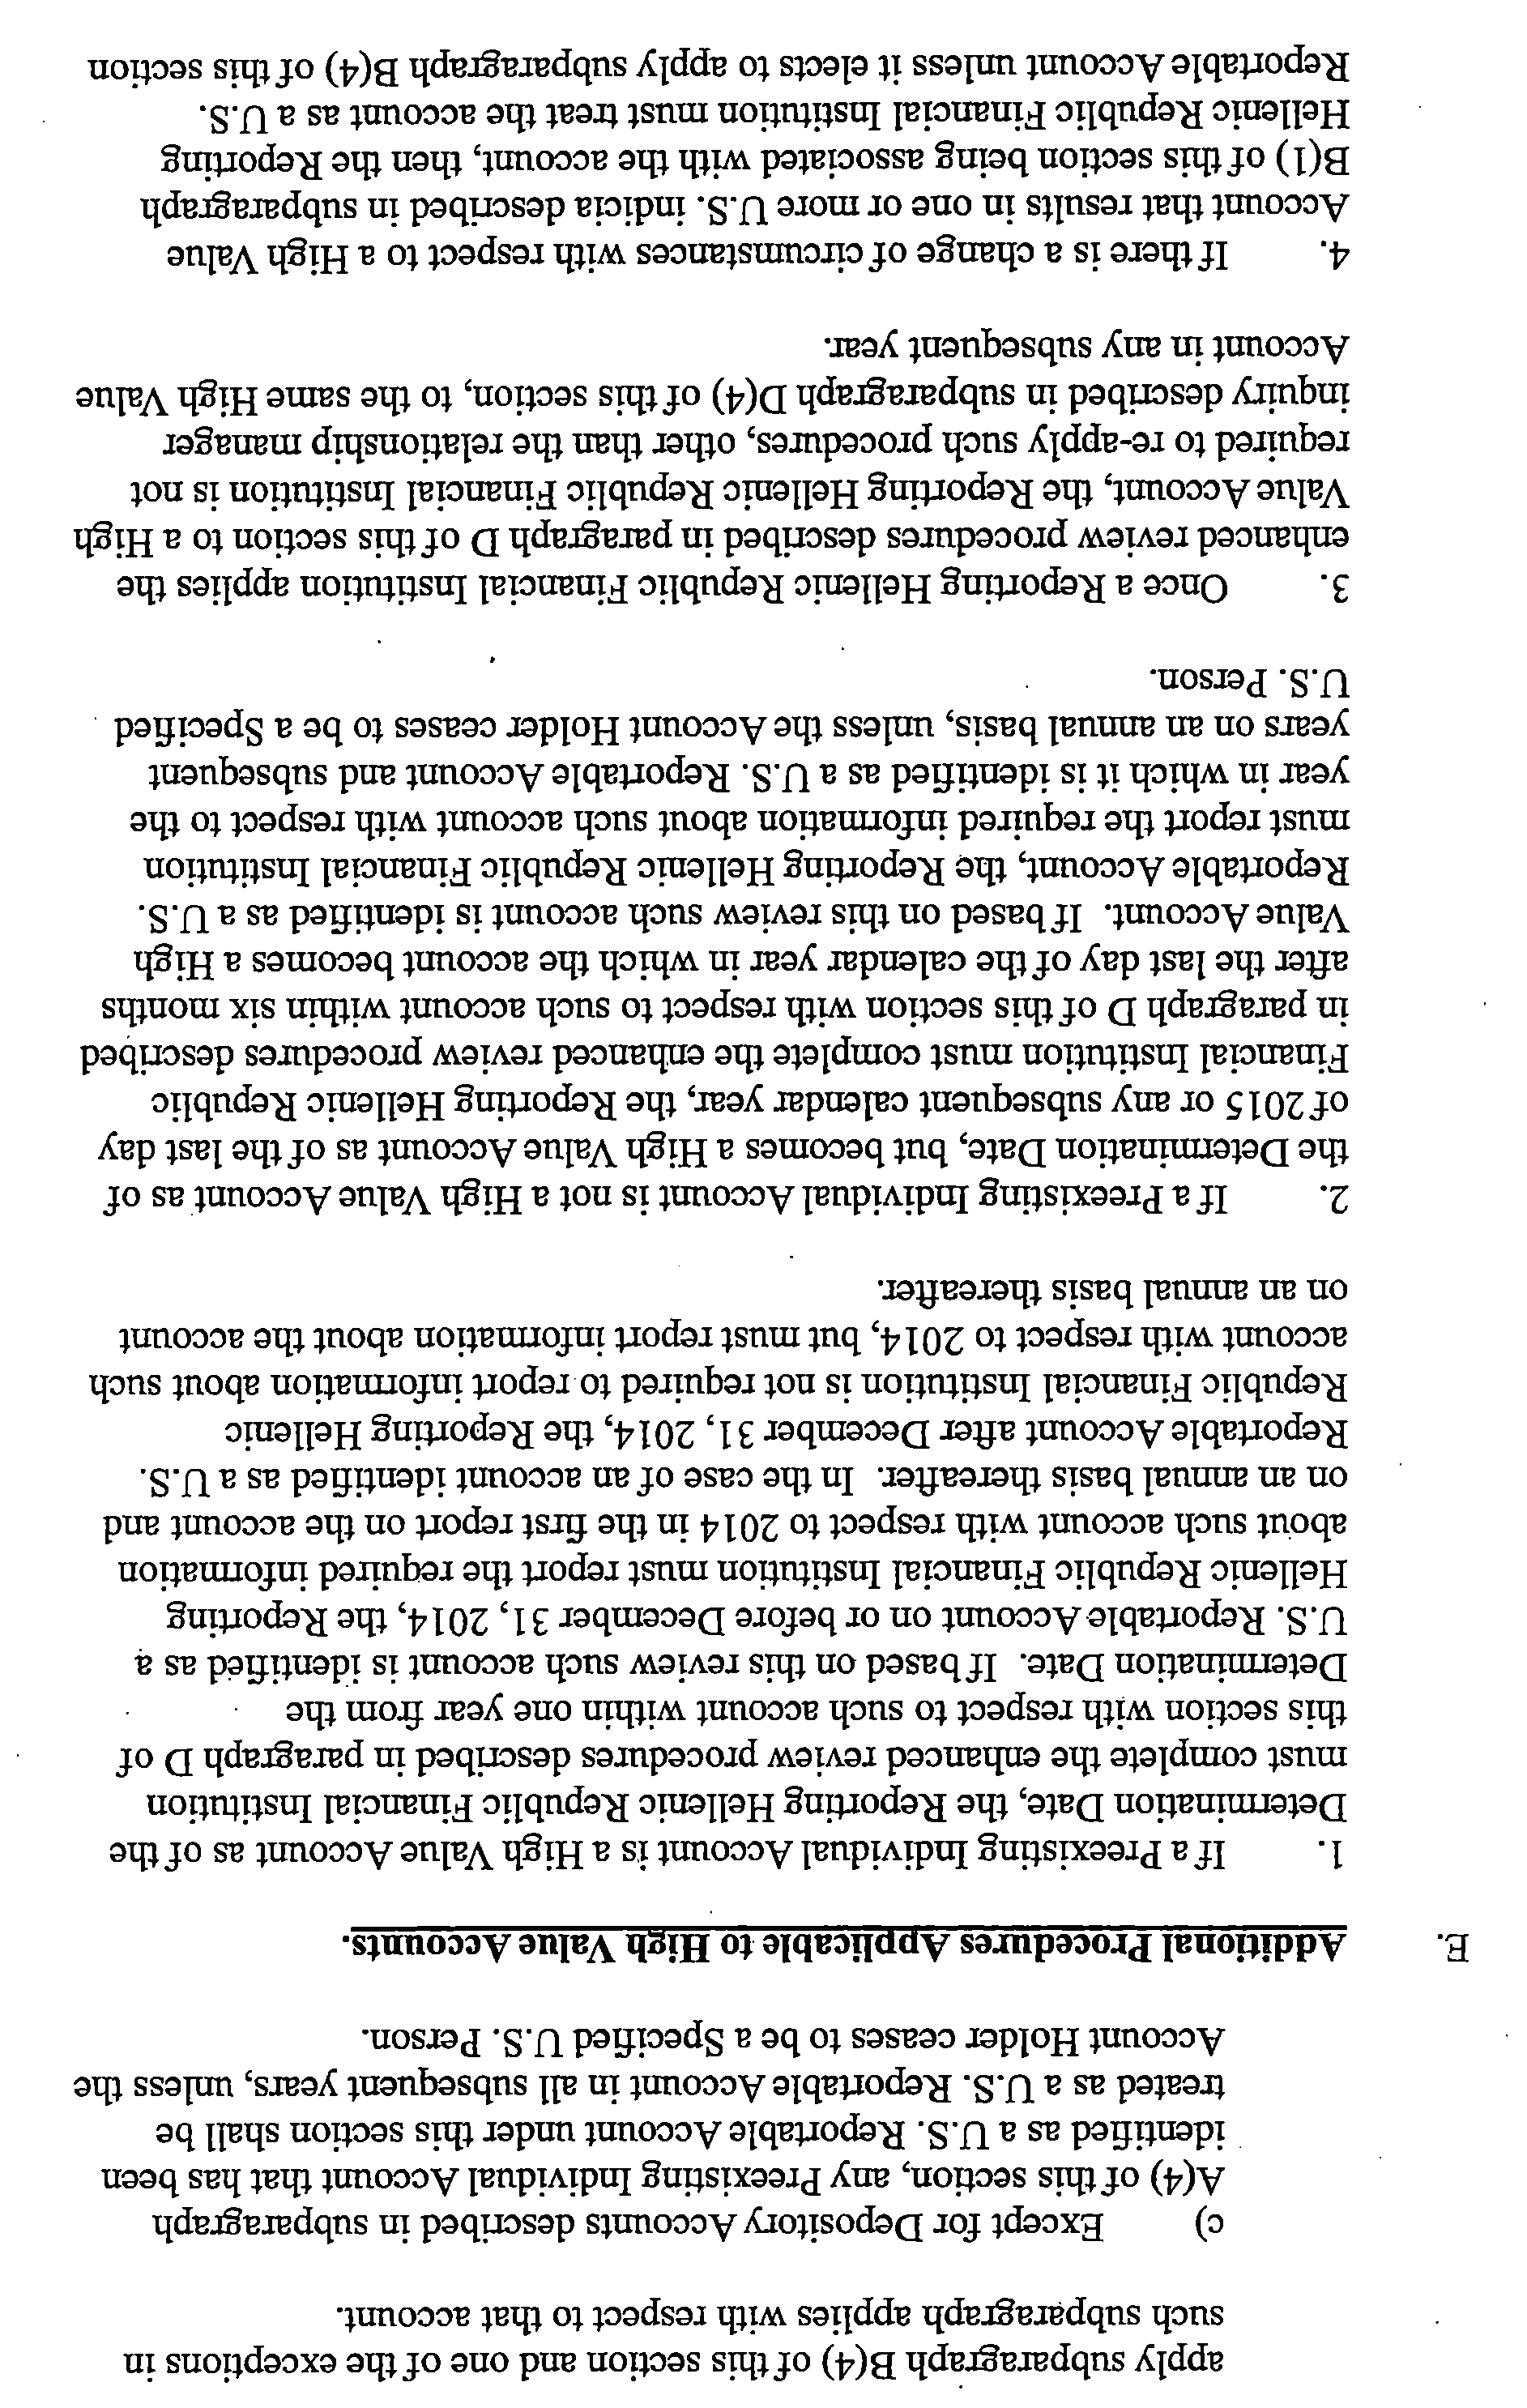 apply subparagraph B(4) of this section and one of the exceptions in
such subparagraph applies with respect to that account.
c) Except for Depository Accounts described in subparagraph
A(4) of this section, any Preexisting Individual Account that has been
identified as a U.S. Reportable Account under this section shall be
treated as a U.S. Reportable Account in all subsequent years, unless the
Account Holder ceases to be a Specified U.S. Person.
E. Additional Procedures Applicable to High Value Accounts.
1. If a Preexisting Individual Account is a High Value Account as of the
Determination Date, the Reporting Hellenic Republic Financial Institution
must complete the enhanced review procedures described in paragraph D of
this section with respect to such account within one year from the
Determination Date. If based on this review such account is identified as a
U.S. Reportable Account on or before December 31, 2014, the Reporting
Hellenic Republic Financial Institution must report the required information
about such account with respect to 2014 in the first report on the account and
on an annual basis thereafter. In the case of an account identified as a U.S.
Reportable Account after December 31, 2014, the Reporting Hellenic
Republic Financial Institution is not required to report information about such
account with respect to 2014, but must report information about the account
on an annual basis thereafter.
2. If a Preexisting Individual Account is not a High Value Account as of
the Determination Date, but becomes a High Value Account as of the last day
of 2015 or any subsequent calendar year, the Reporting Hellenic Republic
Financial Institution must complete the enhanced review procedures described
in paragraph D of this section with respect to such account within six months
after the last day of the calendar year in which the account becomes a High
Value Account. If based on this review such account is identified as a U.S.
Reportable Account, the Reporting Hellenic Republic Financial Institution
must report the required information about such account with respect to the
year in which it is identified as a U.S. Reportable Account and subsequent
years on an annual basis, unless the Account Holder ceases to be a Specified
U.S. Person.
3. Once a Reporting Hellenic Republic Financial Institution applies the
enhanced review procedures described in paragraph D of this section to a High
Value Account, the Reporting Hellenic Republic Financial Institution is not
required to re-apply such procedures, other than the relationship manager
inquiry described in subparagraph D(4) of this section, to the same High Value
Account in any subsequent year.
4. If there is a change of circumstances with respect to a High Value
Account that results in one or more U.S. indicia described in subparagraph
B(1) of this section being associated with the account, then the Reporting
Hellenic Republic Financial Institution must treat the account as a U.S.
Reportable Account unless it elects to apply subparagraph B(4) of this section